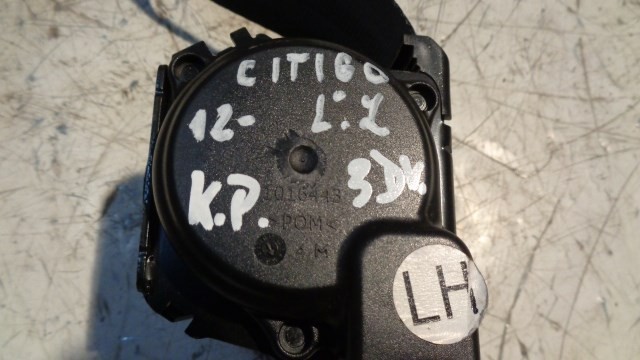 CITIGO
12- L.Z
K.P. 3DV.
>POM<
LH